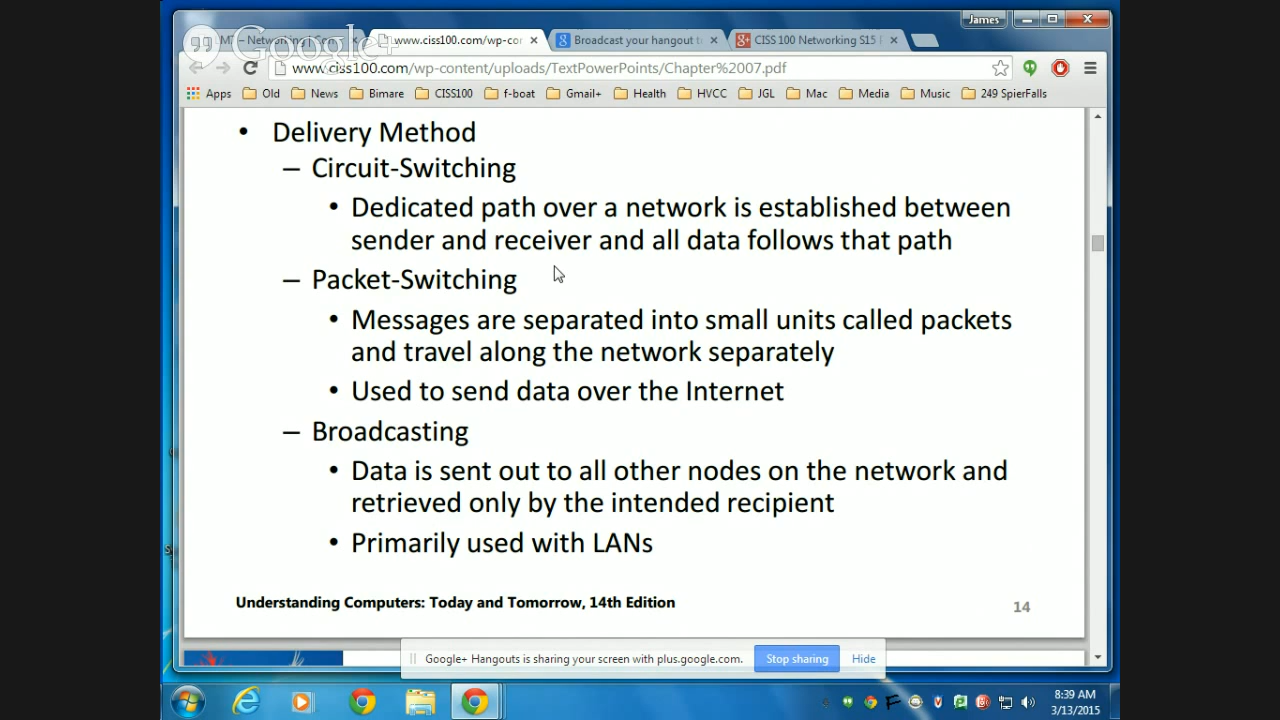 James
LM7 – Networking | C
www.ciss100.com/wp-cor
Broadcast your hangout t
CISS 100 Networking S15
Google+
www.ciss100.com/wp-content/uploads/TextPowerPoints/Chapter%2007.pdf
Apps Old News Bimare CISS100 f-boat Gmail+ Health HVCC JGL Mac Media Music 249 SpierFalls
• Delivery Method
– Circuit-Switching
• Dedicated path over a network is established between
sender and receiver and all data follows that path
– Packet-Switching
• Messages are separated into small units called packets
and travel along the network separately
• Used to send data over the Internet
– Broadcasting
• Data is sent out to all other nodes on the network and
retrieved only by the intended recipient
• Primarily used with LANs
Understanding Computers: Today and Tomorrow, 14th Edition
14
Google+ Hangouts is sharing your screen with plus.google.com. Stop sharing Hide
8:39 AM
3/13/2015